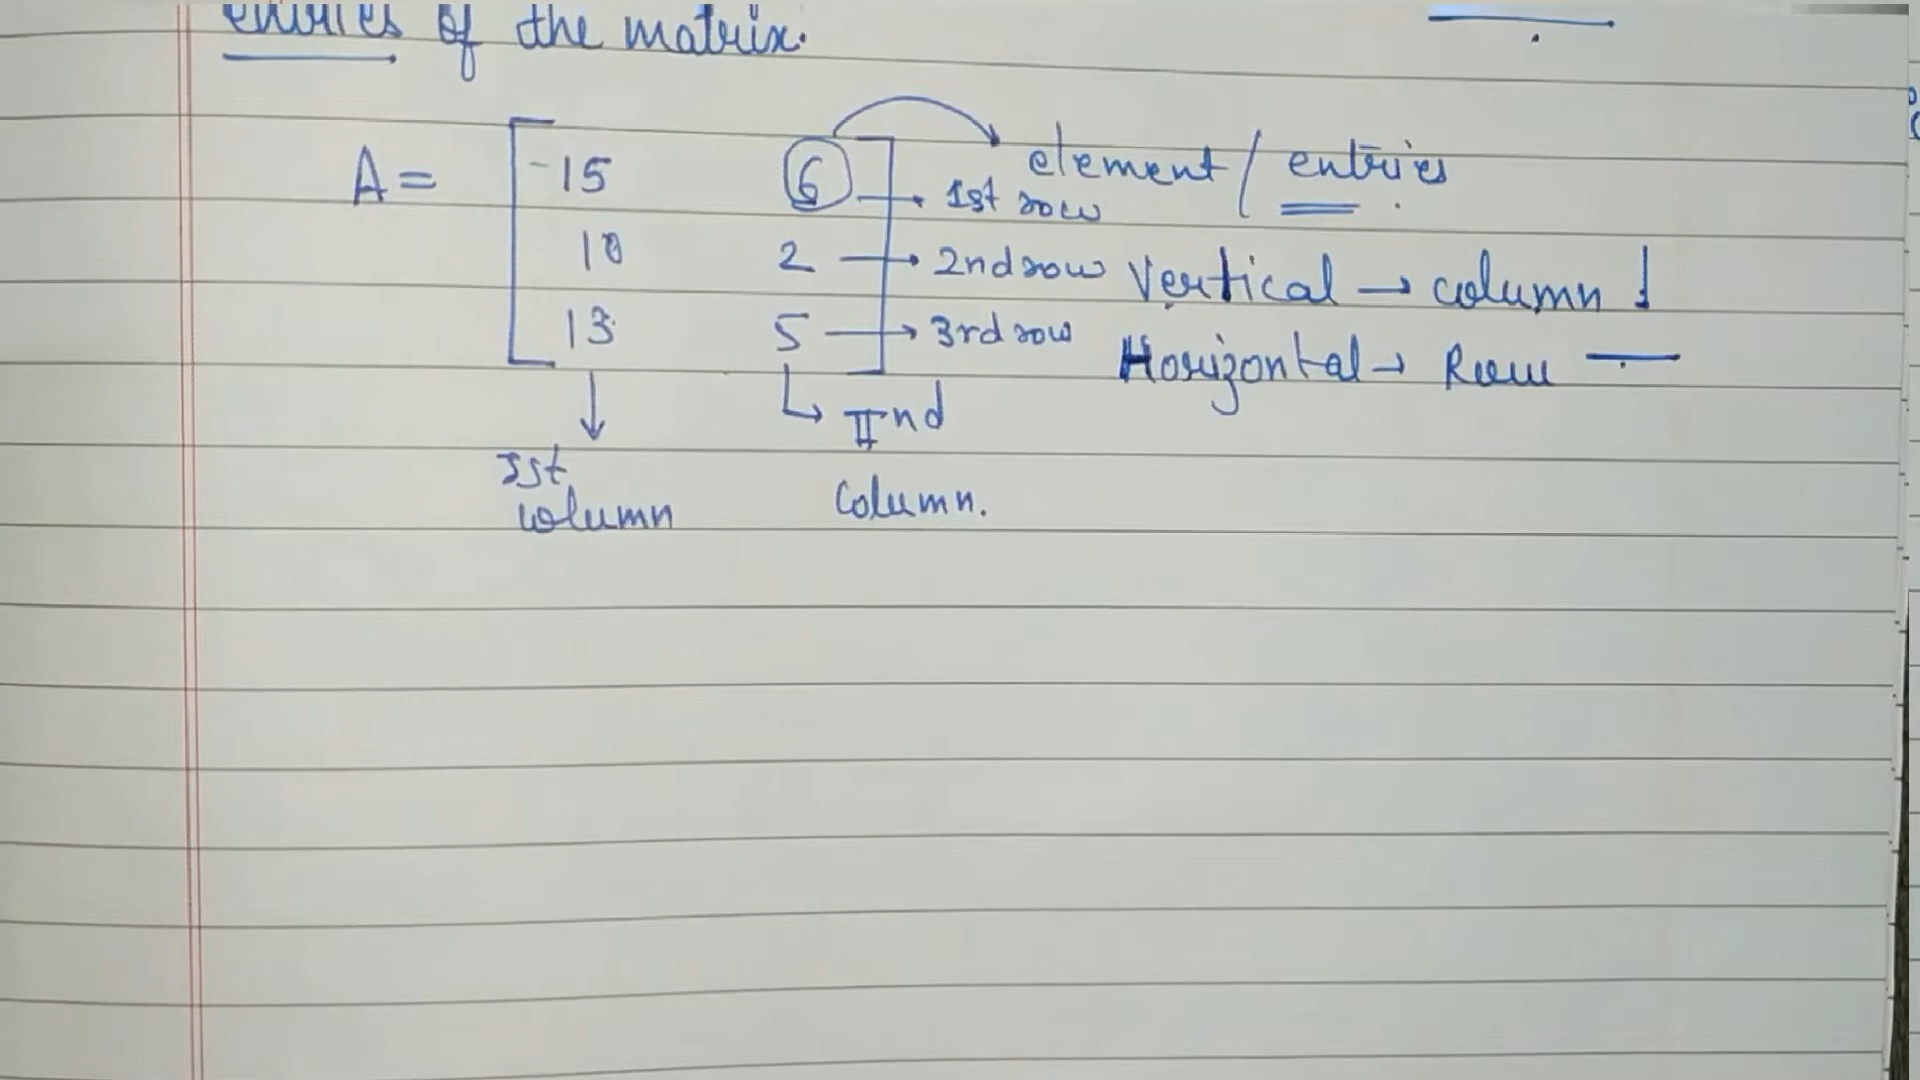 entries of the matrix.
A = -15 6 → element / entries
→ 1st row
10 2 → 2nd row Vertical → column ↓
13 5 → 3rd row Horizontal → Row —
↓ ↳ IInd
Ist
column Column.